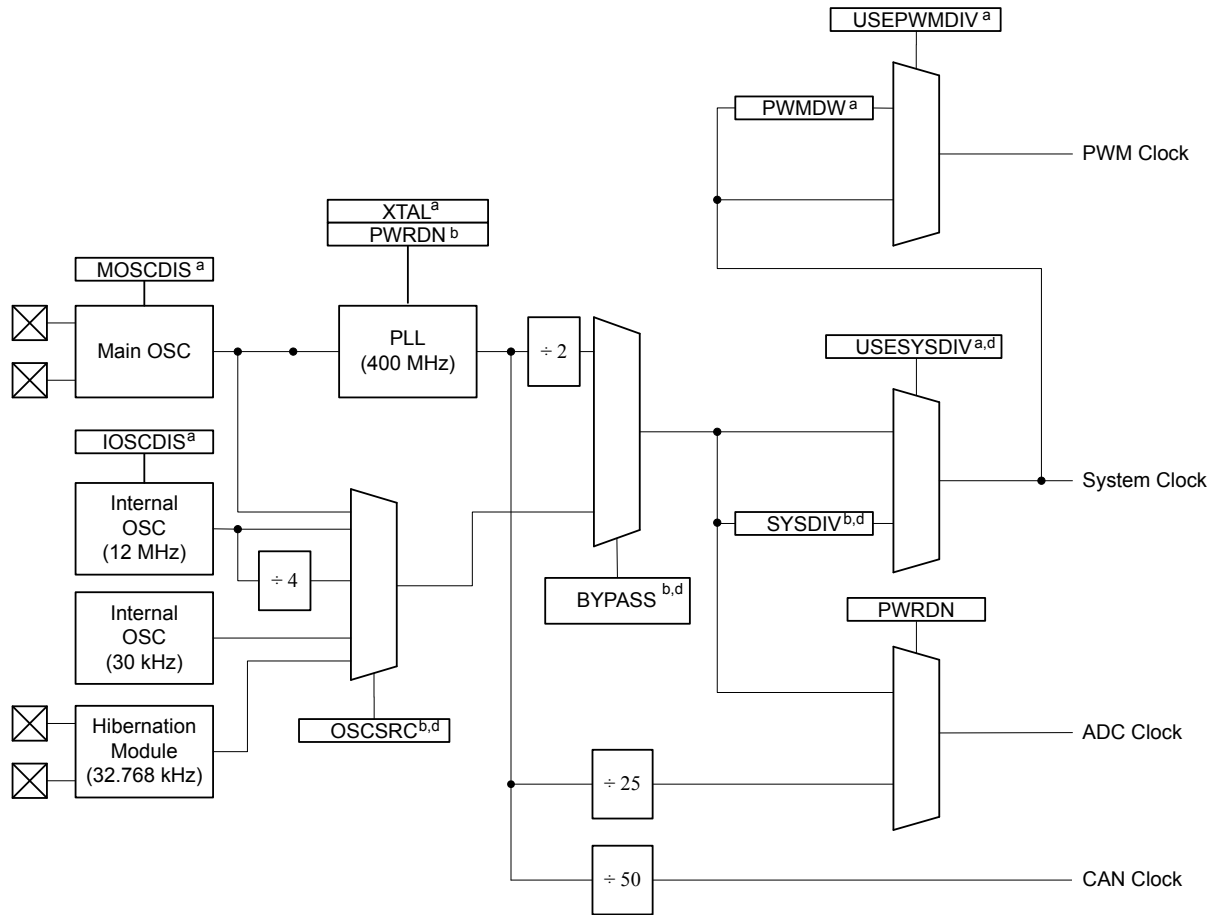 USEPWMDIV a
PWMDW a
PWM Clock
XTAL a
PWRDN b
MOSCDIS a
Main OSC
PLL
(400 MHz)
÷ 2
USESYSDIV a,d
IOSCDIS a
Internal
OSC
(12 MHz)
System Clock
SYSDIV b,d
÷ 4
BYPASS b,d
Internal
OSC
(30 kHz)
PWRDN
OSCSRC b,d
Hibernation
Module
(32.768 kHz)
ADC Clock
÷ 25
÷ 50
CAN Clock